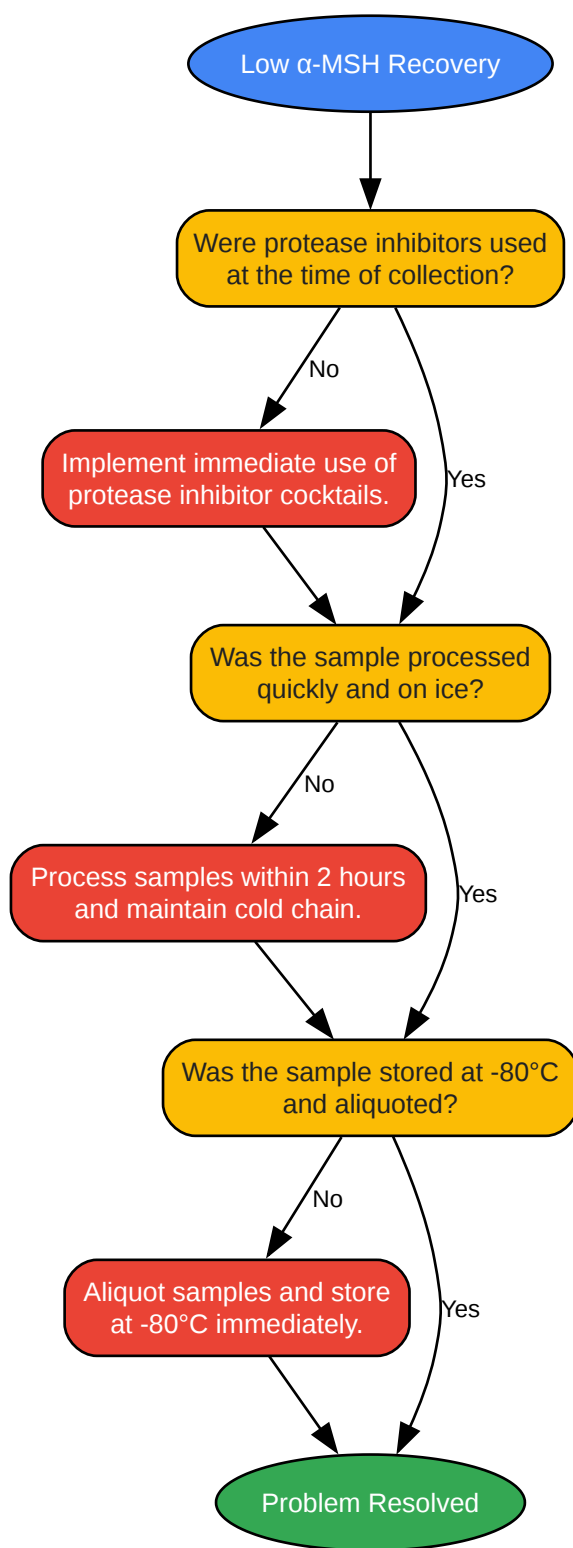 Low α-MSH Recovery
Were protease inhibitors used
at the time of collection?
No
Yes
Implement immediate use of
protease inhibitor cocktails.
Was the sample processed
quickly and on ice?
No
Yes
Process samples within 2 hours
and maintain cold chain.
Was the sample stored at -80°C
and aliquoted?
No
Yes
Aliquot samples and store
at -80°C immediately.
Problem Resolved